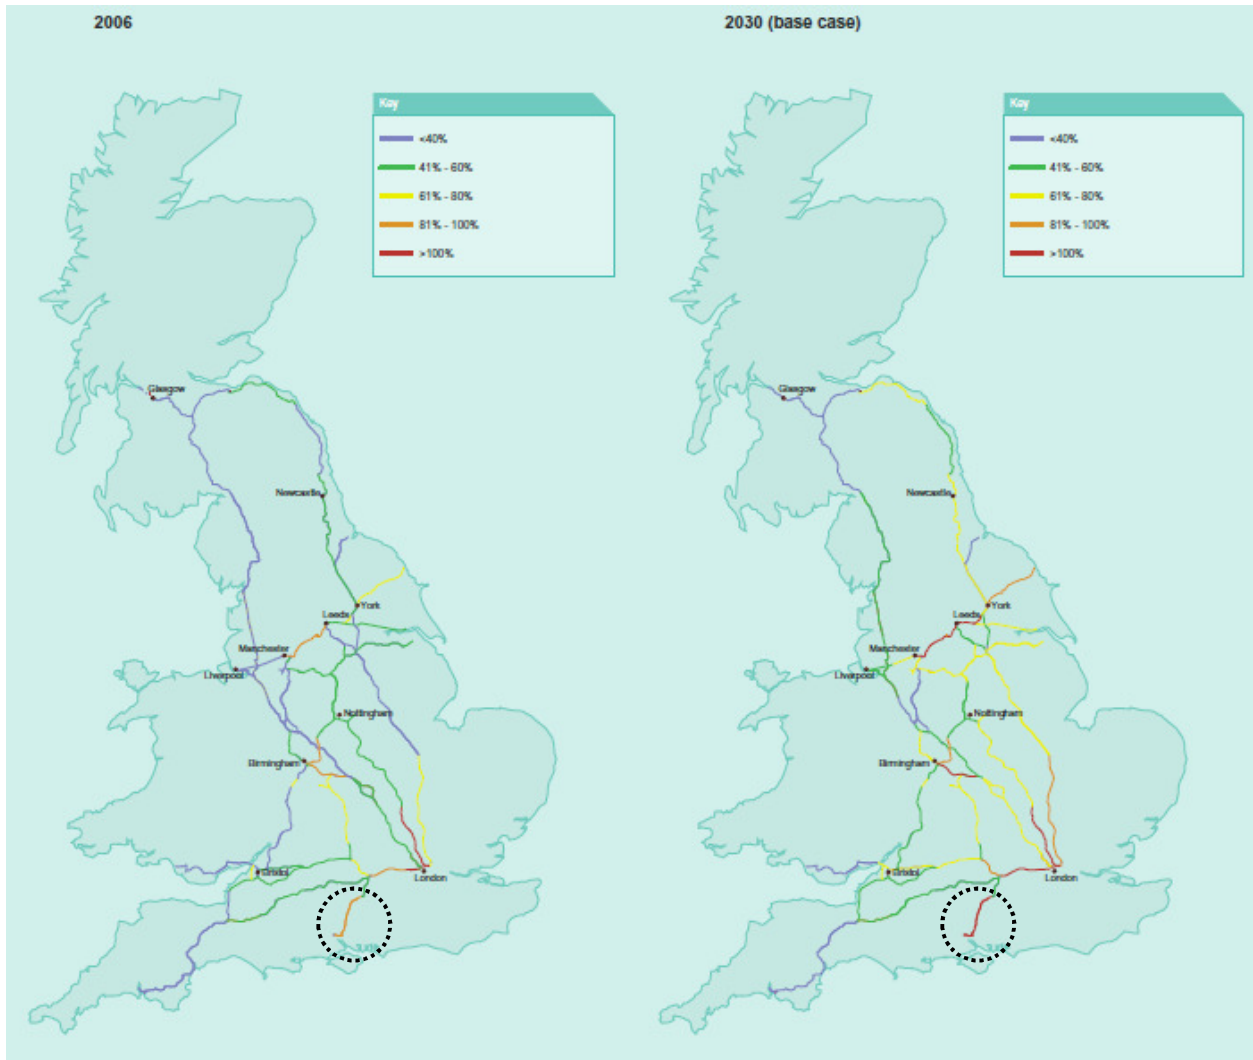 2006
2030 (base case)
Key
<40%
41% - 60%
61% - 80%
81% - 100%
>100%
Key
<40%
41% - 60%
61% - 80%
81% - 100%
>100%
Glasgow
Newcastle
York
Leeds
Manchester
Liverpool
Nottingham
Birmingham
Bristol
London
Glasgow
Newcastle
York
Leeds
Manchester
Liverpool
Nottingham
Birmingham
Bristol
London